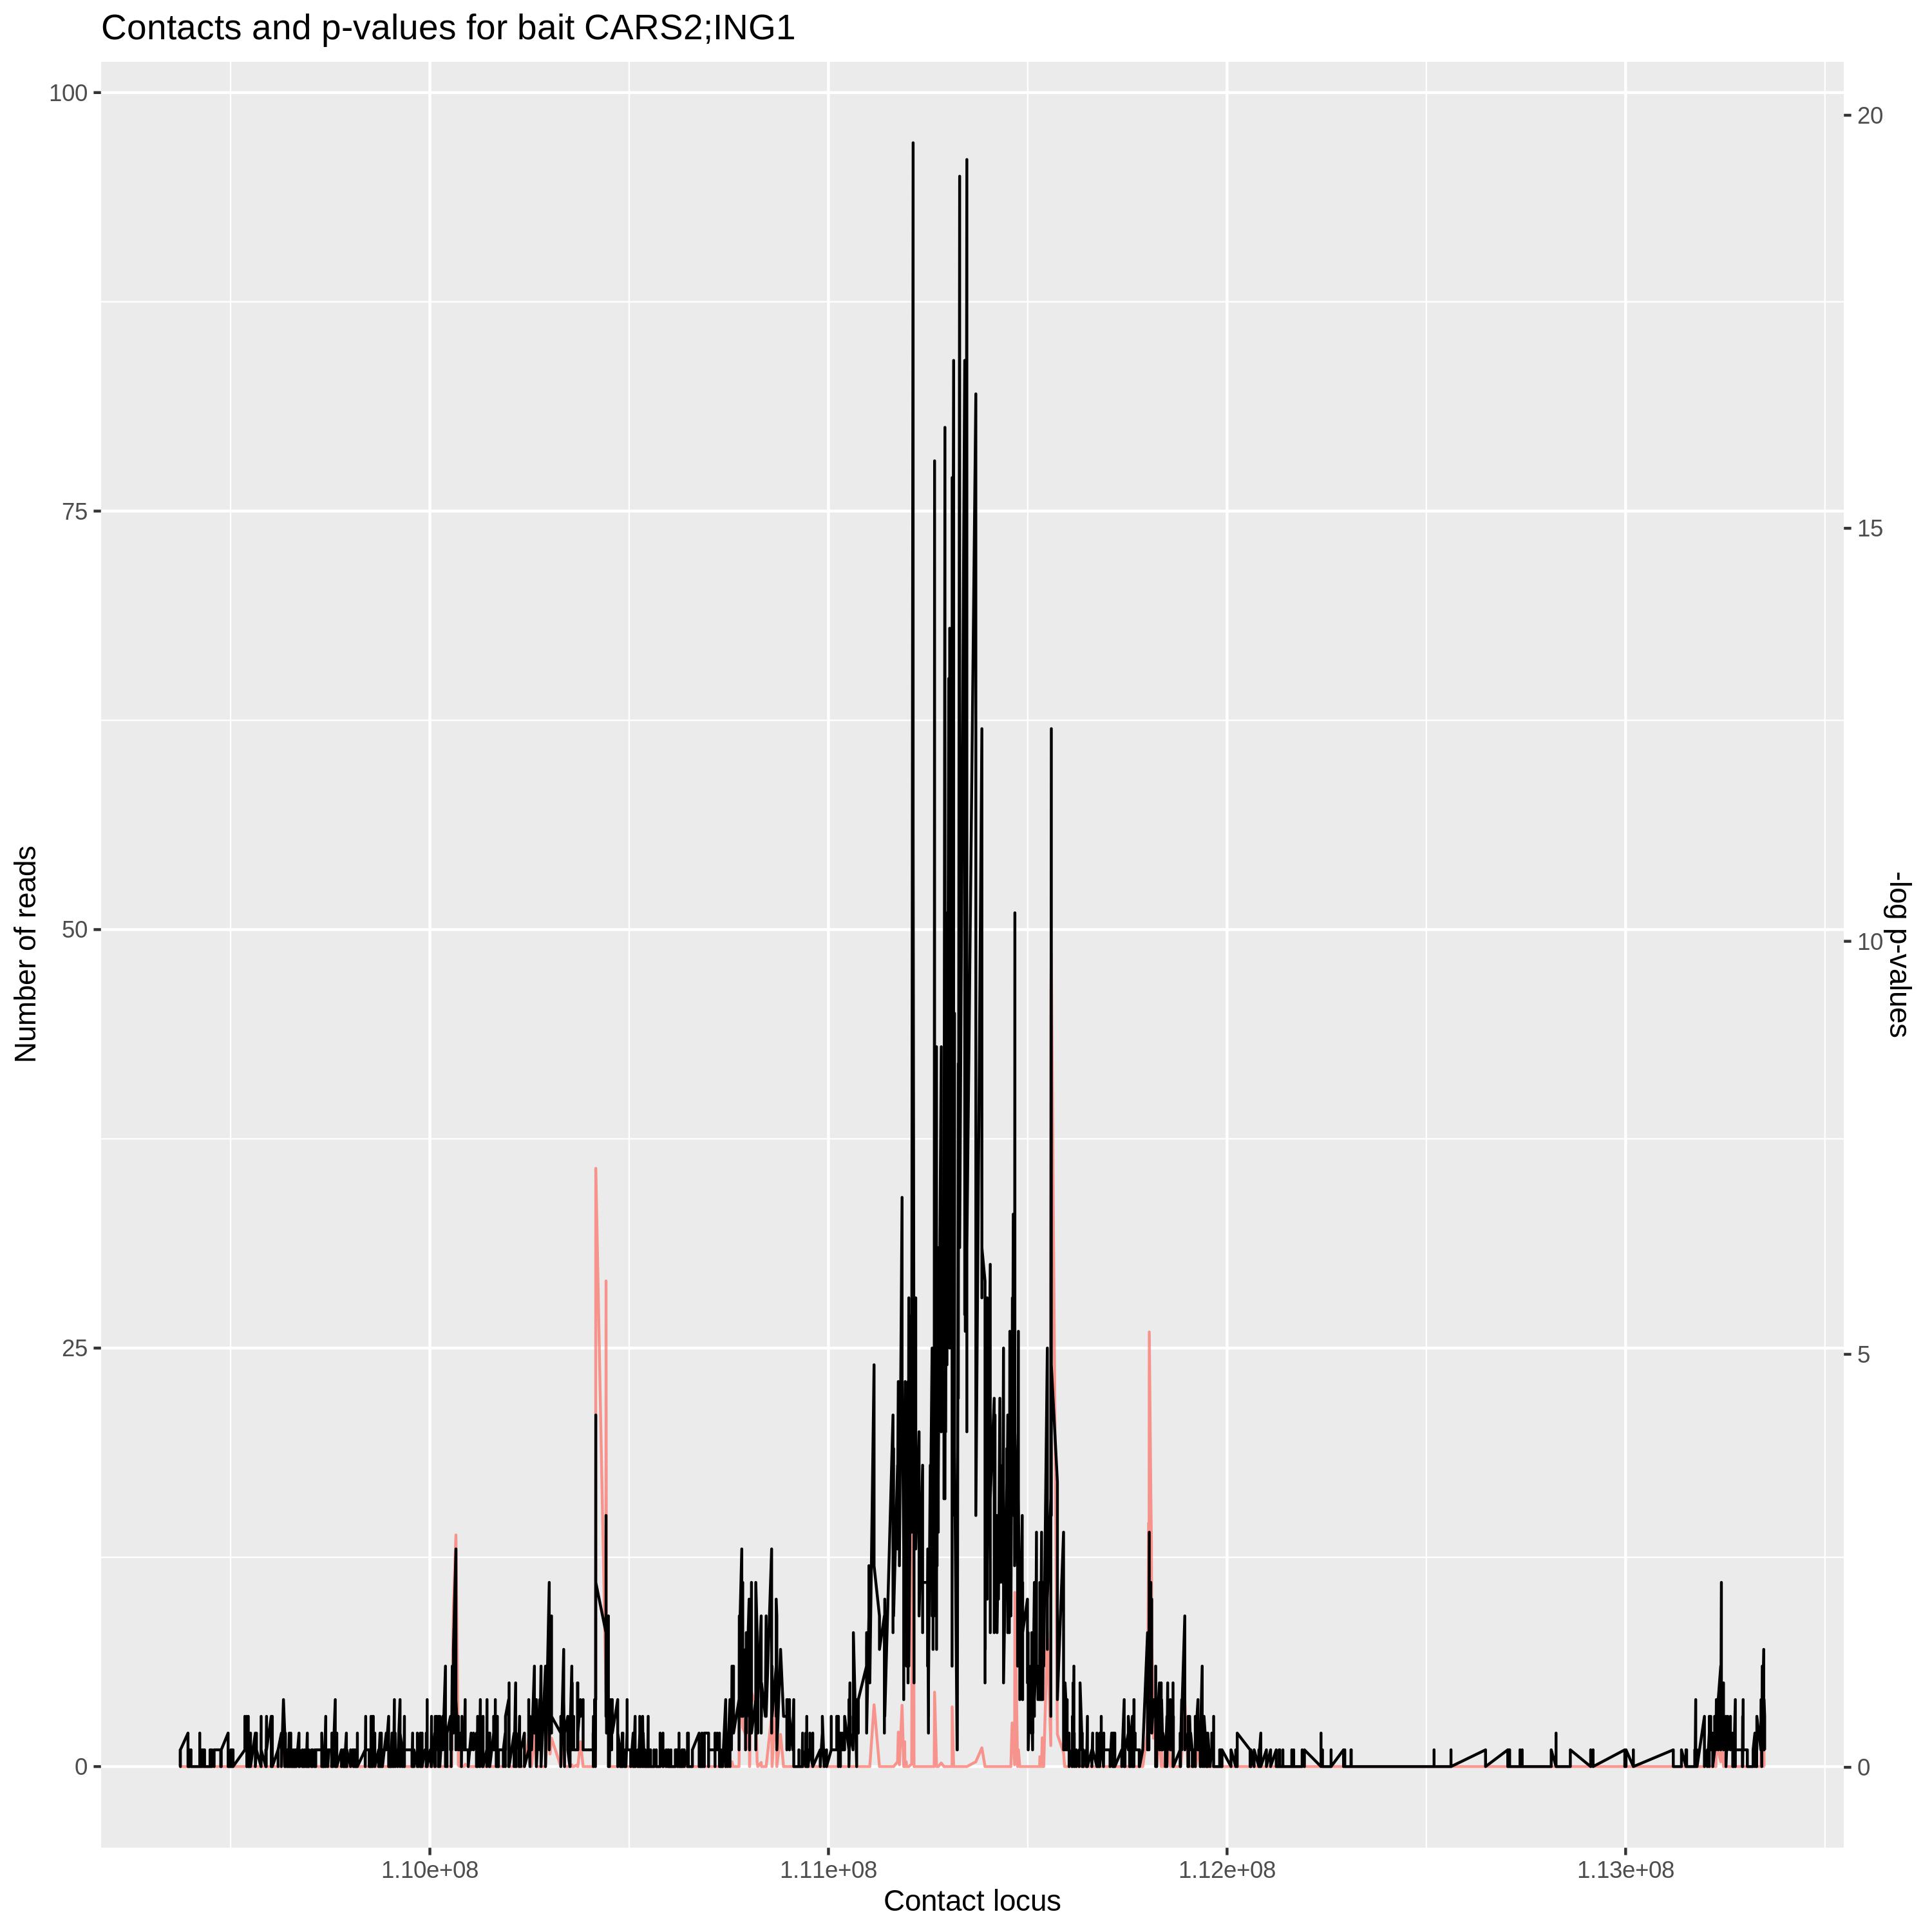 Contacts and p-values for bait CARS2;ING1
100
75
50
25
0
Number of reads
20
15
10
5
0
-log p-values
1.10e+08
1.11e+08
1.12e+08
1.13e+08
Contact locus